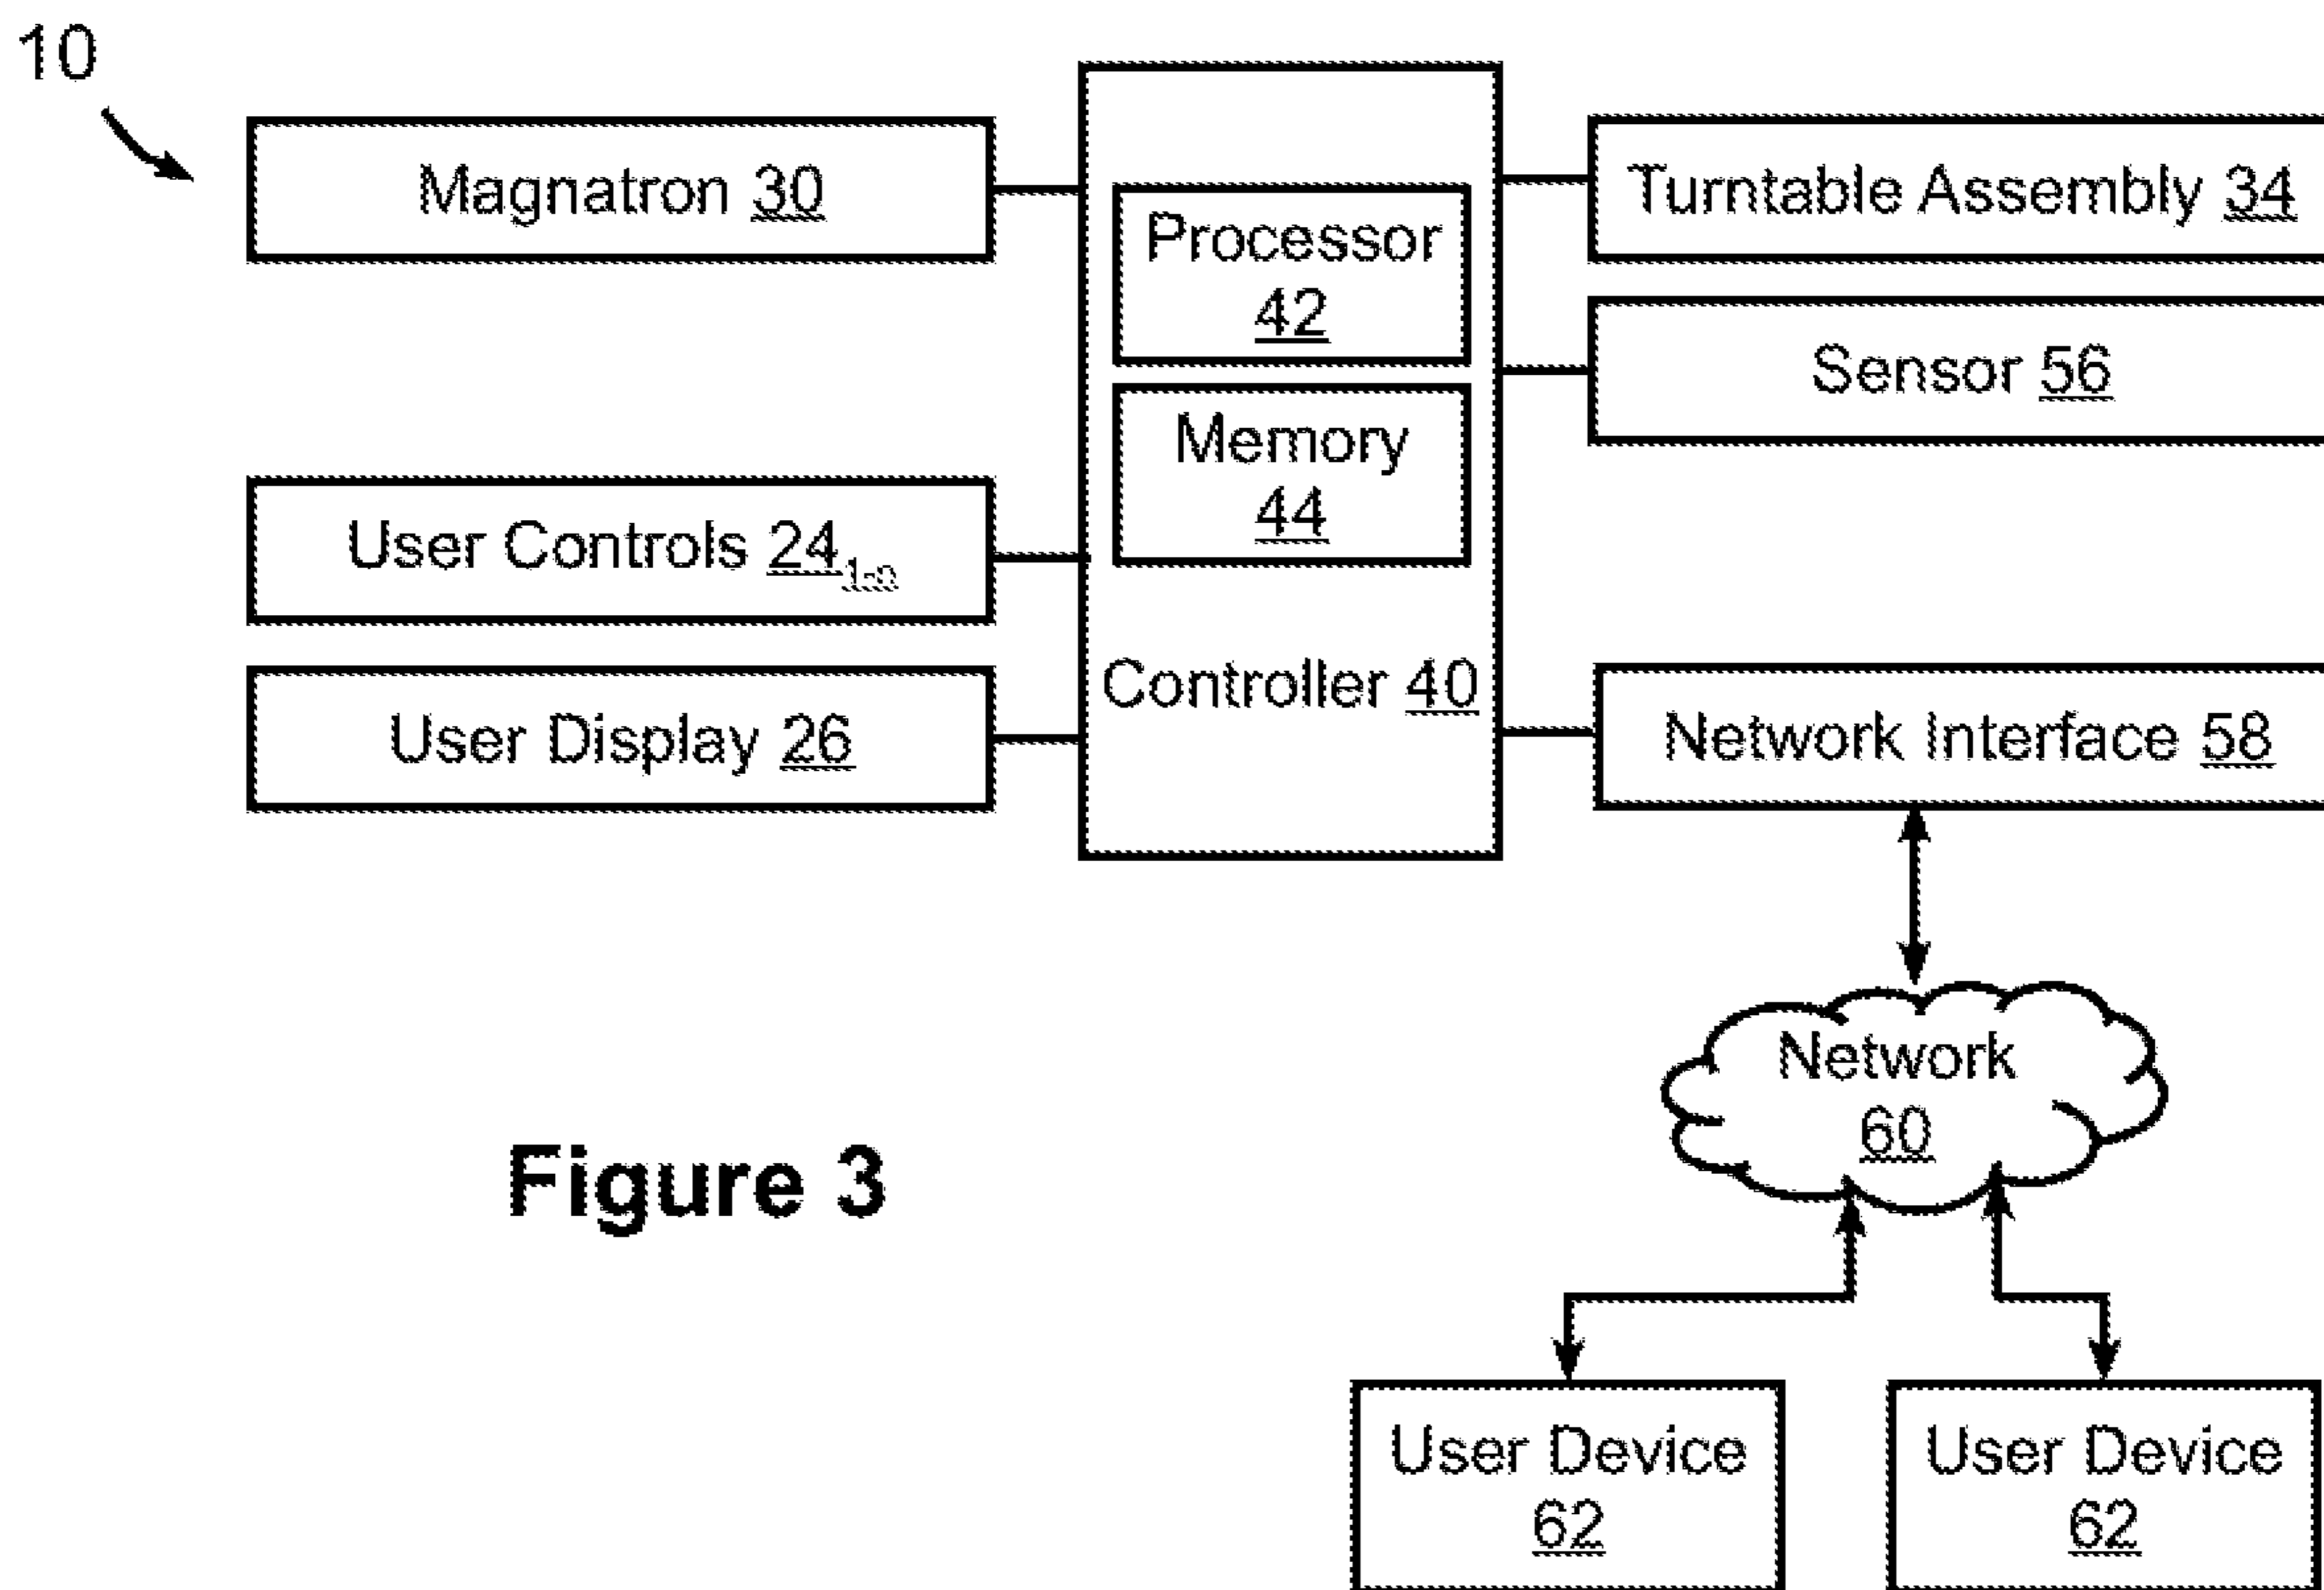 10
Magnatron 30
Processor
42
Memory
44
Controller 40
User Controls 24 1-n
User Display 26
Turntable Assembly 34
Sensor 56
Network Interface 58
Network
60
User Device
62
User Device
62
Figure 3